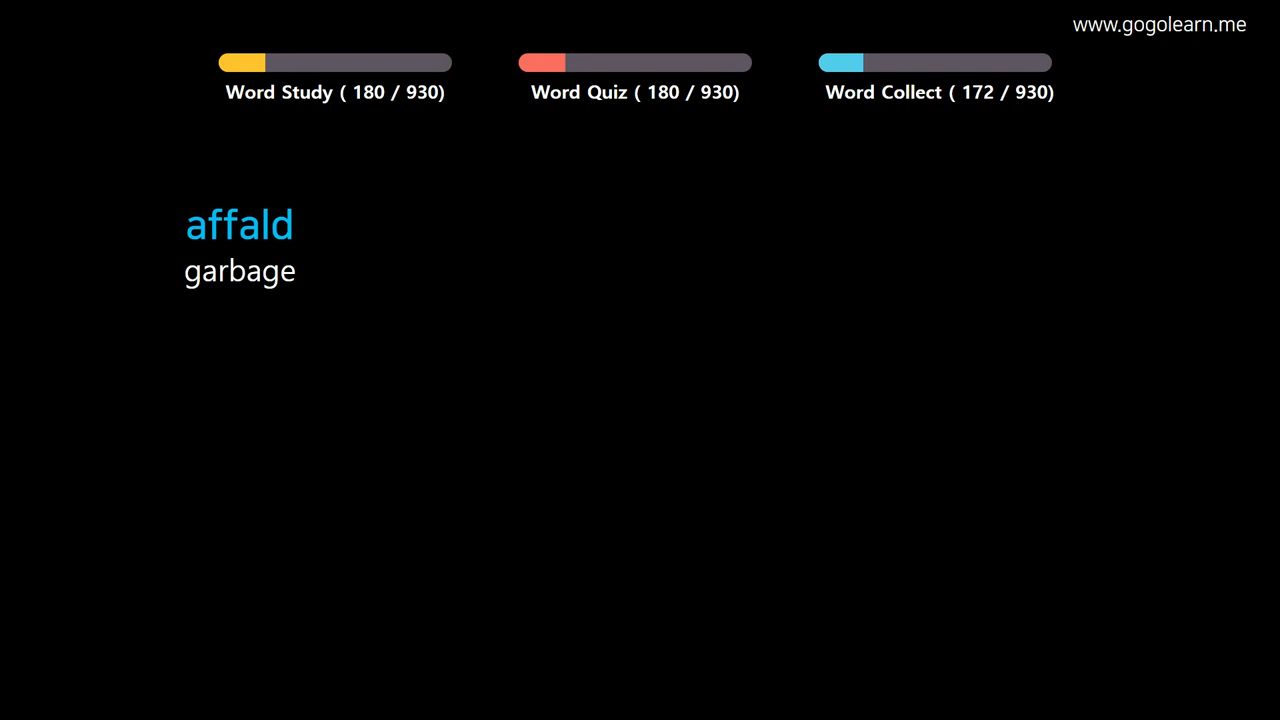 www.gogolearn.me
Word Study ( 180 / 930)
Word Quiz ( 180 / 930)
Word Collect ( 172 / 930)
affald
garbage